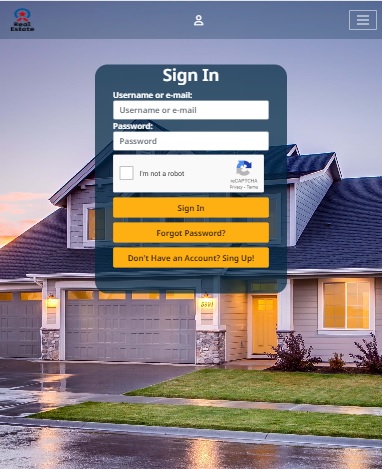 Real
Estate
Sign In
Username or e-mail:
Username or e-mail
Password:
Password
I'm not a robot
reCAPTCHA
Privacy - Terms
Sign In
Forgot Password?
Don't Have an Account? Sing Up!